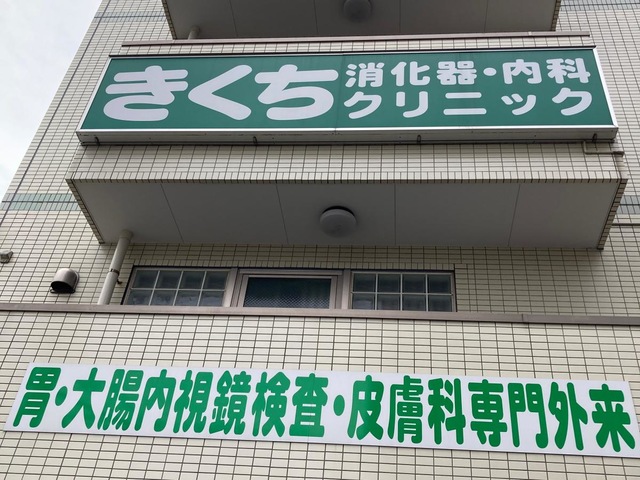 きくち
消化器・内科
クリニック
胃・大腸内視鏡検査・皮膚科専門外来